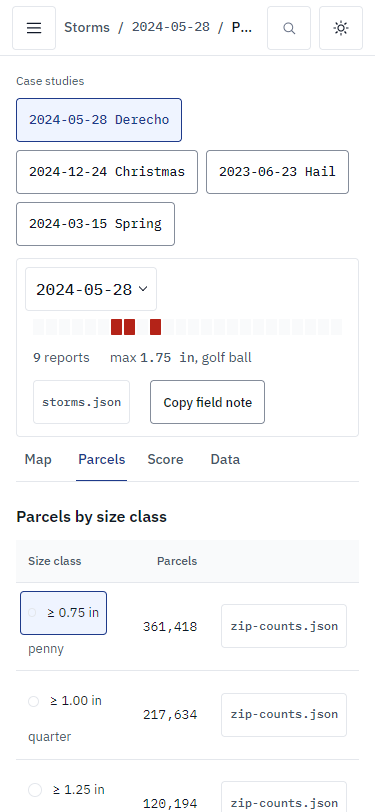 Storms / 2024-05-28 / P...
Case studies
2024-05-28 Derecho
2024-12-24 Christmas
2023-06-23 Hail
2024-03-15 Spring
2024-05-28
9 reports max 1.75 in, golf ball
storms.json
Copy field note
Map Parcels Score Data
Parcels by size class
Size class Parcels
≥ 0.75 in
penny
361,418 zip-counts.json
≥ 1.00 in
quarter
217,634 zip-counts.json
≥ 1.25 in
120,194 zip-counts.json